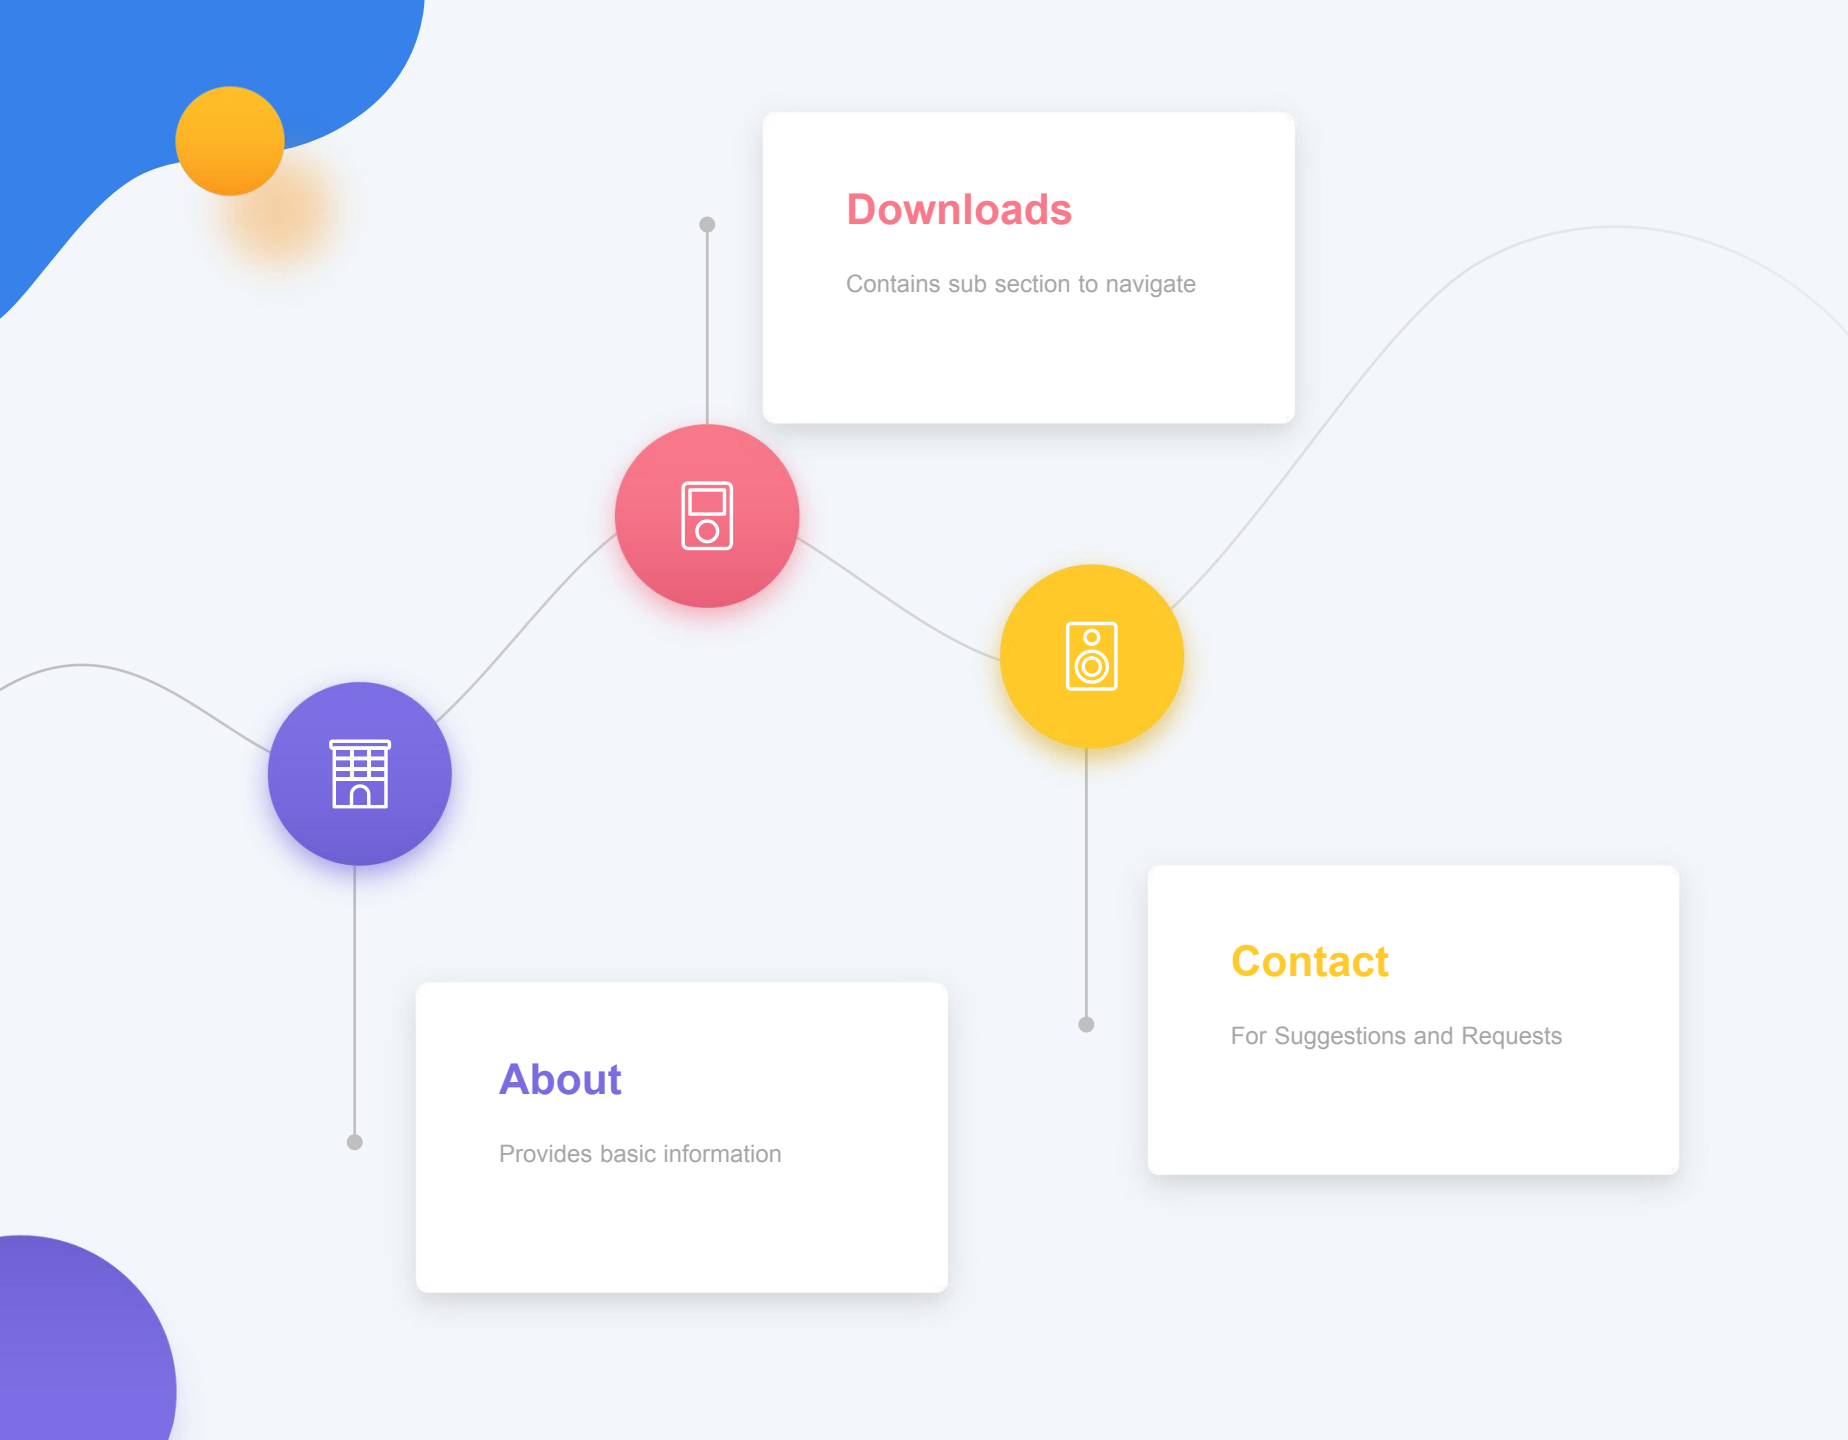 Downloads
Contains sub section to navigate
Contact
For Suggestions and Requests
About
Provides basic information